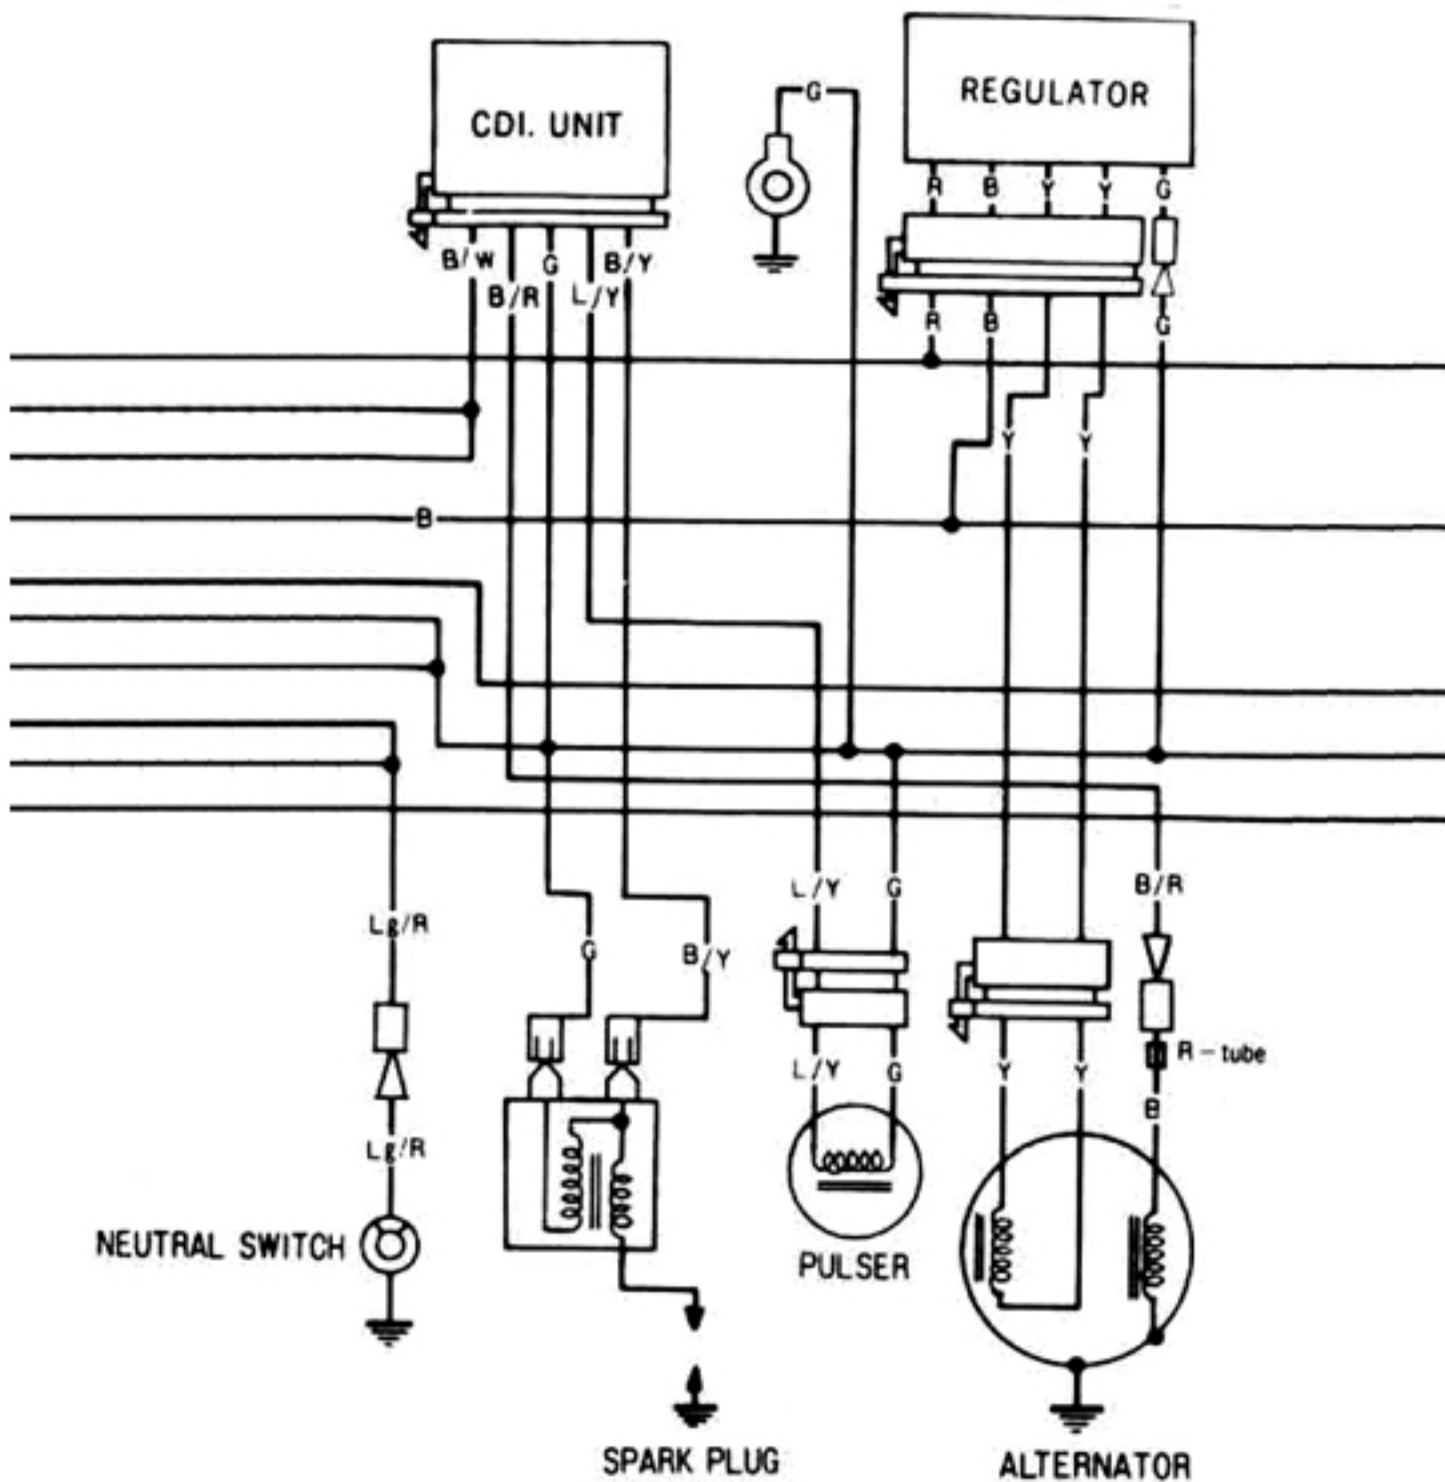 REGULATOR
G
CDI. UNIT
R B Y Y G
B/W G B/Y
B/R L/Y
R B G
Y Y
B
L/Y G B/R
Lg/R
G B/Y
R-tube
L/Y G Y Y
B
Lg/R
NEUTRAL SWITCH
PULSER
SPARK PLUG
ALTERNATOR